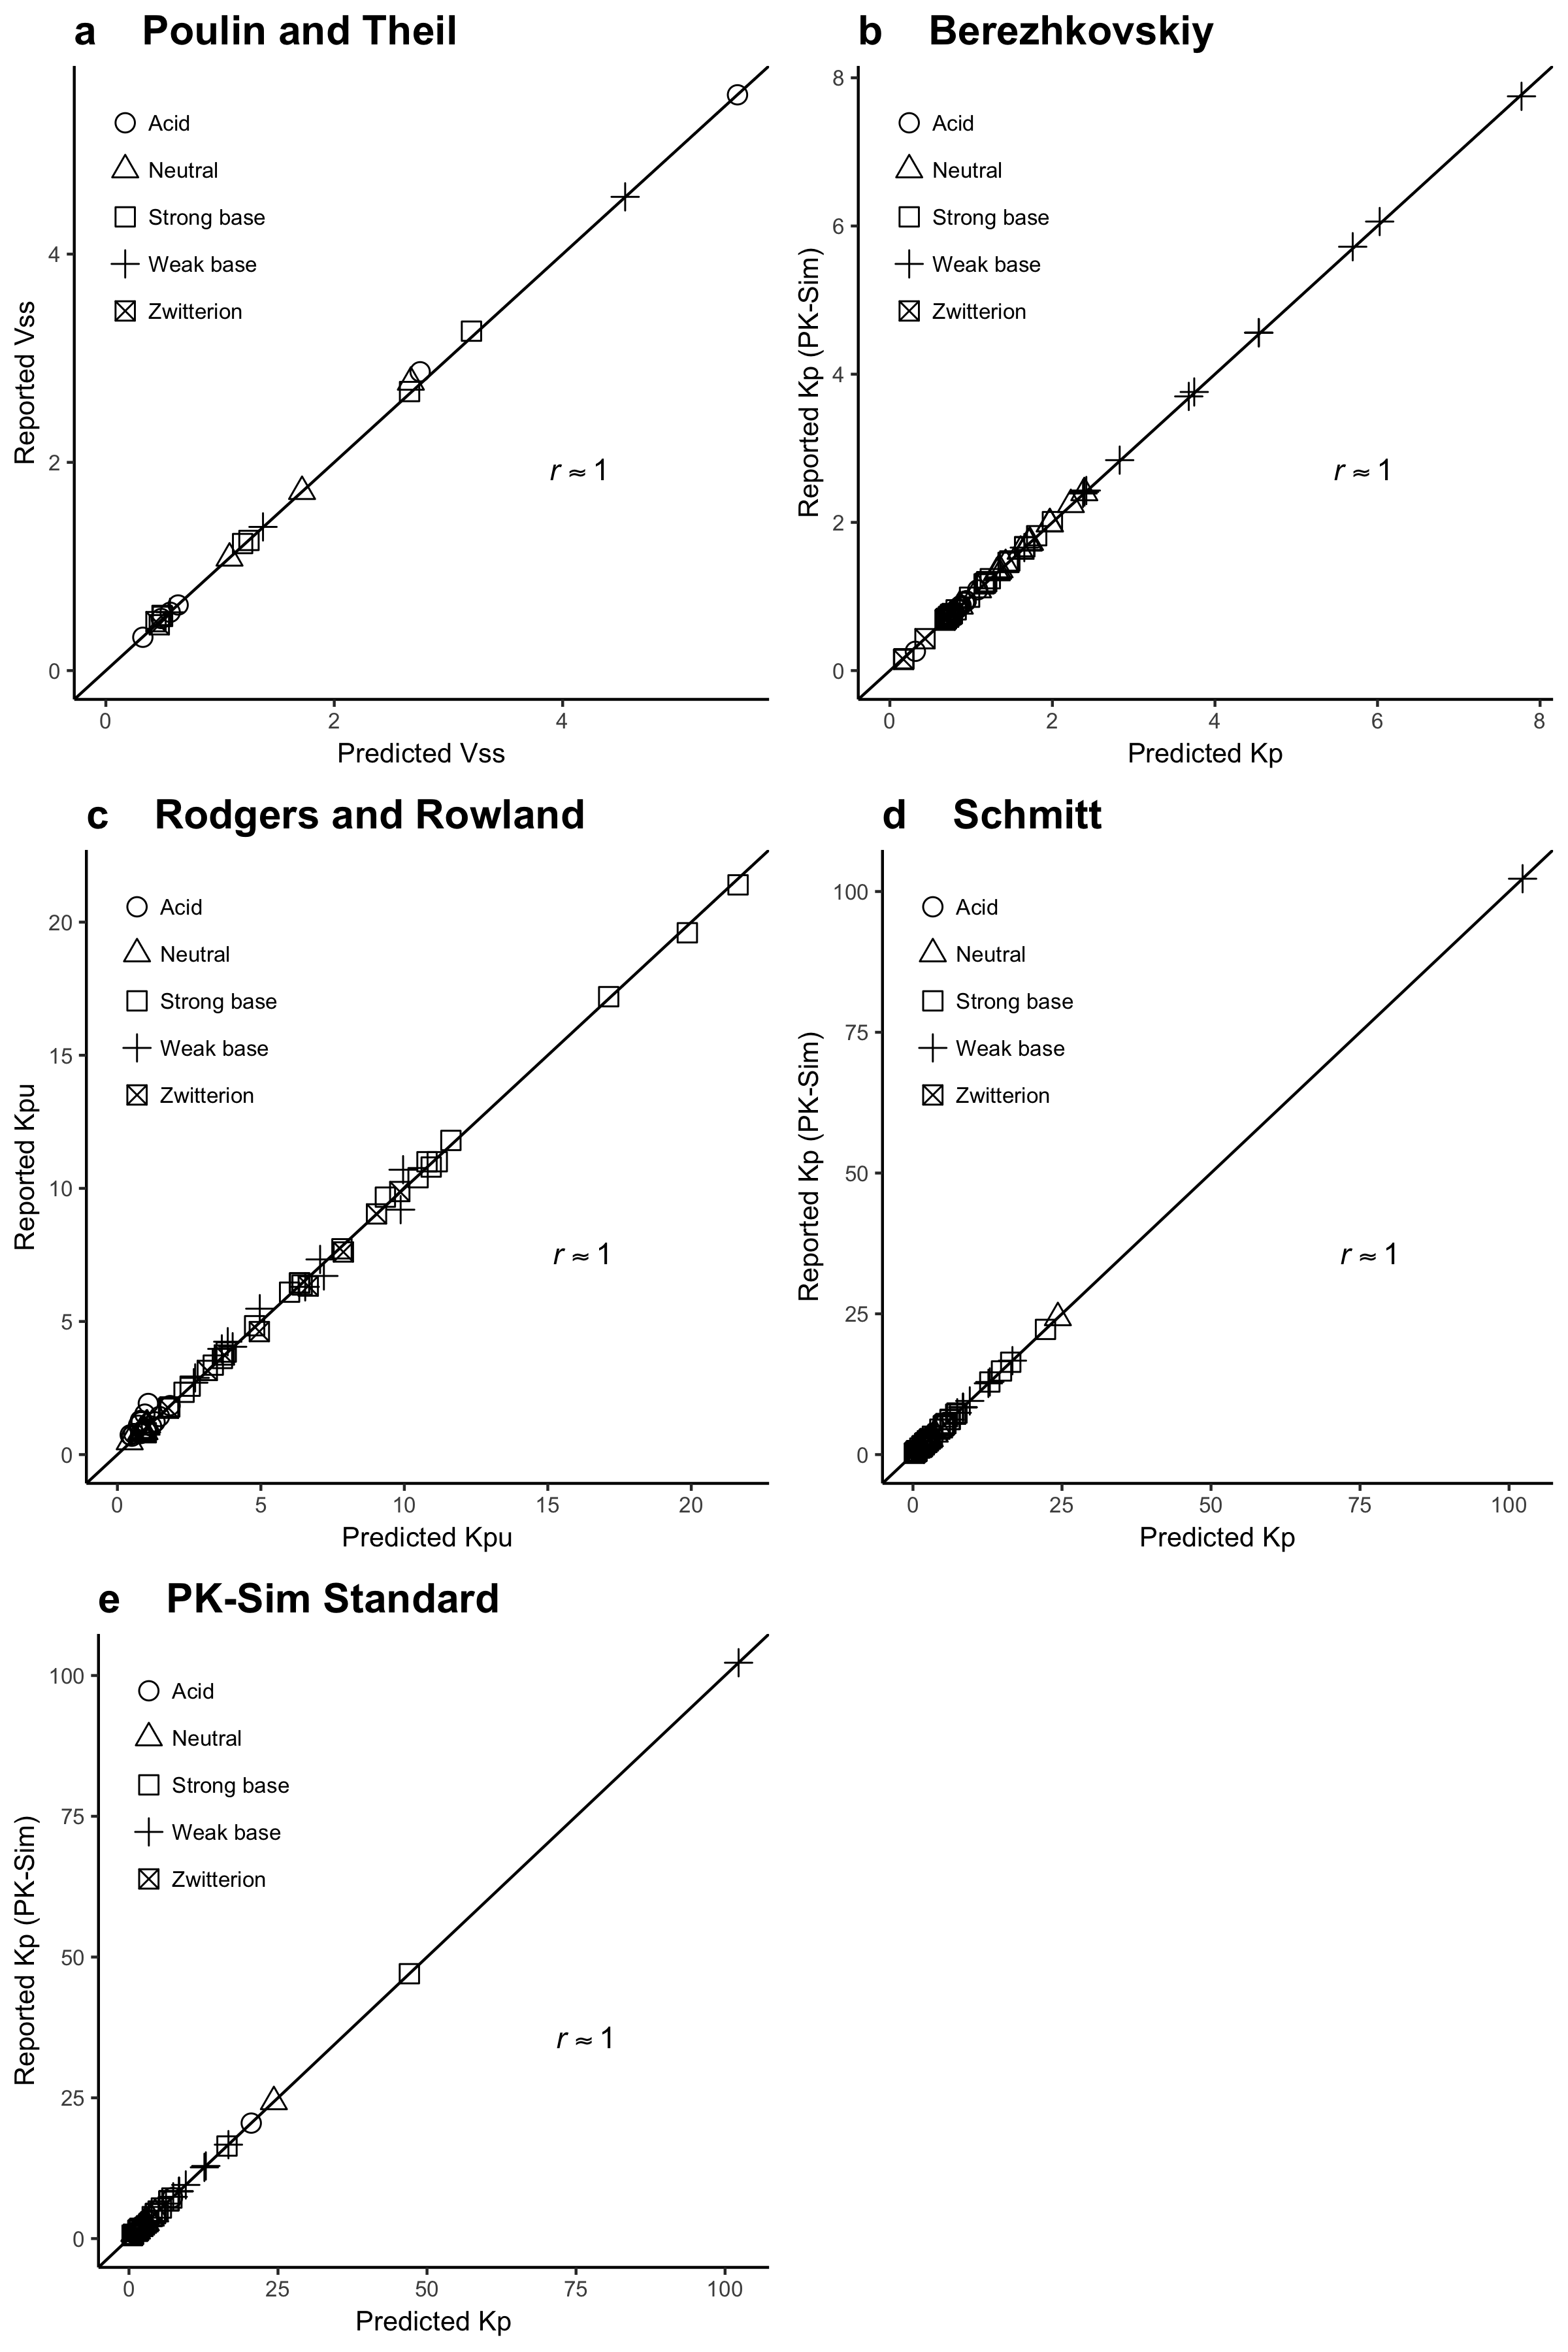 a Poulin and Theil
Acid
Neutral
Strong base
Weak base
Zwitterion
r ≈ 1
Reported Vss
4
2
0
0 2 4
Predicted Vss
b Berezhkovskiy
Acid
Neutral
Strong base
Weak base
Zwitterion
r ≈ 1
Reported Kp (PK-Sim)
8
6
4
2
0
0 2 4 6 8
Predicted Kp
c Rodgers and Rowland
Acid
Neutral
Strong base
Weak base
Zwitterion
r ≈ 1
Reported Kpu
20
15
10
5
0
0 5 10 15 20
Predicted Kpu
d Schmitt
Acid
Neutral
Strong base
Weak base
Zwitterion
r ≈ 1
Reported Kp (PK-Sim)
100
75
50
25
0
0 25 50 75 100
Predicted Kp
e PK-Sim Standard
Acid
Neutral
Strong base
Weak base
Zwitterion
r ≈ 1
Reported Kp (PK-Sim)
100
75
50
25
0
0 25 50 75 100
Predicted Kp